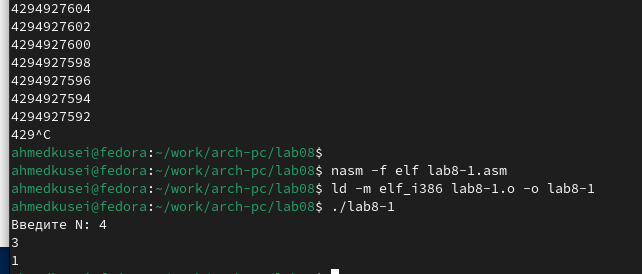 4294927604
4294927602
4294927600
4294927598
4294927596
4294927594
4294927592
429^C
ahmedkusei@fedora:~/work/arch-pc/lab08$
ahmedkusei@fedora:~/work/arch-pc/lab08$ nasm -f elf lab8-1.asm
ahmedkusei@fedora:~/work/arch-pc/lab08$ ld -m elf_i386 lab8-1.o -o lab8-1
ahmedkusei@fedora:~/work/arch-pc/lab08$ ./lab8-1
Введите N: 4
3
1